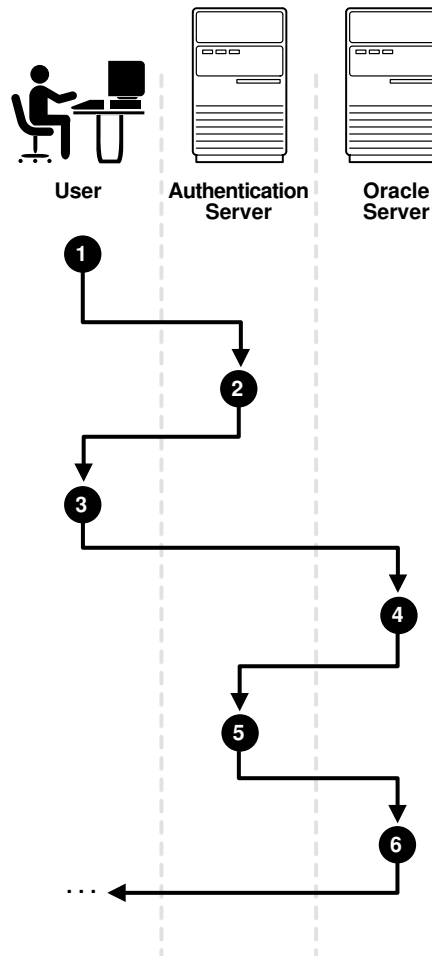 User
Authentication
Server
Oracle
Server
1
2
3
4
5
6
...